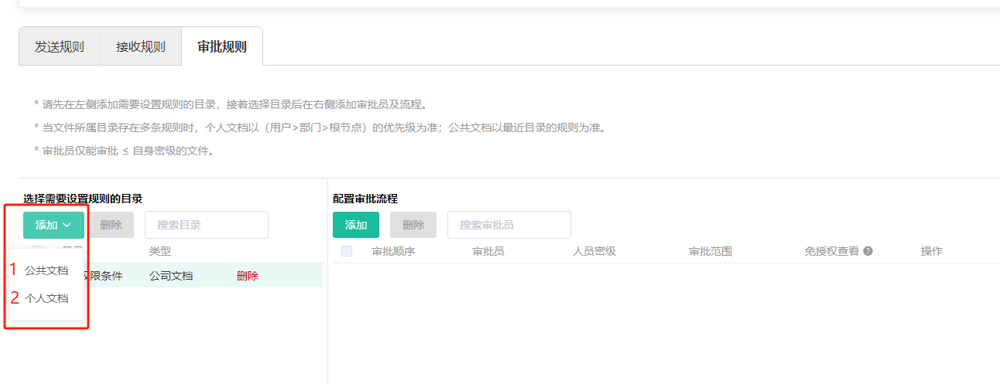 发送规则 接收规则 审批规则
* 请先在左侧添加需要设置规则的目录，接着选择目录后在右侧添加审批员及流程。
* 当文件所属目录存在多条规则时，个人文档以（用户>部门>根节点）的优先级为准；公共文档以最近目录的规则为准。
* 审批员仅能审批 ≤ 自身密级的文件。
选择需要设置规则的目录
添加 删除 搜索目录
类型
1 公共文档
2 个人文档
限条件 公司文档 删除
配置审批流程
添加 删除 搜索审批员
审批顺序 审批员 人员密级 审批范围 免授权查看 ? 操作